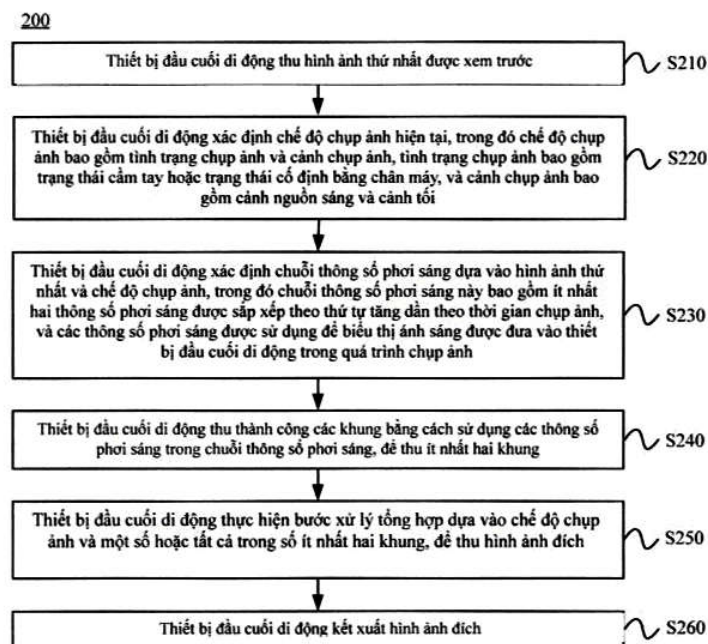 200
Thiết bị đầu cuối di động thu hình ảnh thứ nhất được xem trước
S210
Thiết bị đầu cuối di động xác định chế độ chụp ảnh hiện tại, trong đó chế độ chụp
ảnh bao gồm tình trạng chụp ảnh và cảnh chụp ảnh, tình trạng chụp ảnh bao gồm
trạng thái cầm tay hoặc trạng thái cố định bằng chân máy, và cảnh chụp ảnh bao
gồm cảnh nguồn sáng và cảnh tối
S220
Thiết bị đầu cuối di động xác định chuỗi thông số phơi sáng dựa vào hình ảnh thứ
nhất và chế độ chụp ảnh, trong đó chuỗi thông số phơi sáng này bao gồm ít nhất
hai thông số phơi sáng được sắp xếp theo thứ tự tăng dần theo thời gian chụp ảnh,
và các thông số phơi sáng được sử dụng để biểu thị ánh sáng được đưa vào thiết
bị đầu cuối di động trong quá trình chụp ảnh
S230
Thiết bị đầu cuối di động thu thành công các khung bằng cách sử dụng các thông số
phơi sáng trong chuỗi thông số phơi sáng, để thu ít nhất hai khung
S240
Thiết bị đầu cuối di động thực hiện bước xử lý tổng hợp dựa vào chế độ chụp
ảnh và một số hoặc tất cả trong số ít nhất hai khung, để thu hình ảnh đích
S250
Thiết bị đầu cuối di động kết xuất hình ảnh đích
S260